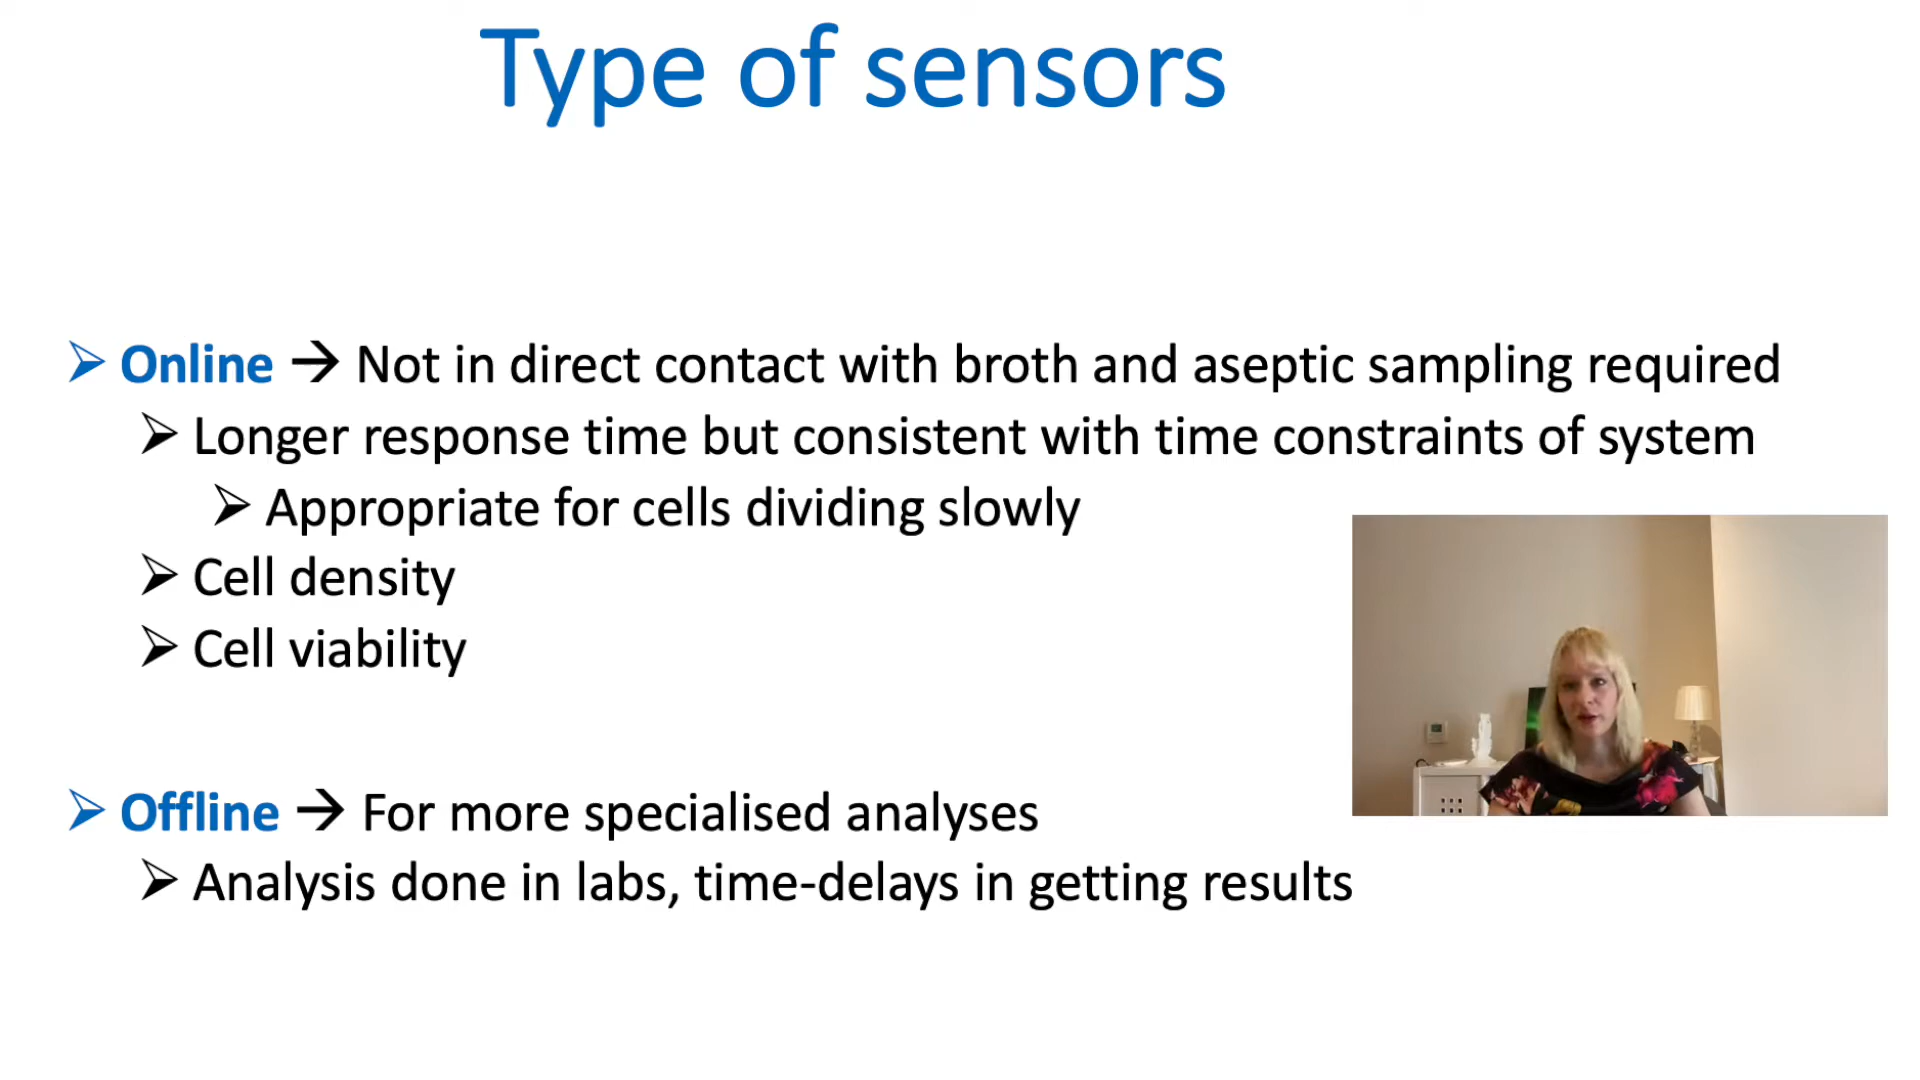 Type of sensors
➢ Online → Not in direct contact with broth and aseptic sampling required
➢ Longer response time but consistent with time constraints of system
➢ Appropriate for cells dividing slowly
➢ Cell density
➢ Cell viability
➢ Offline → For more specialised analyses
➢ Analysis done in labs, time-delays in getting results